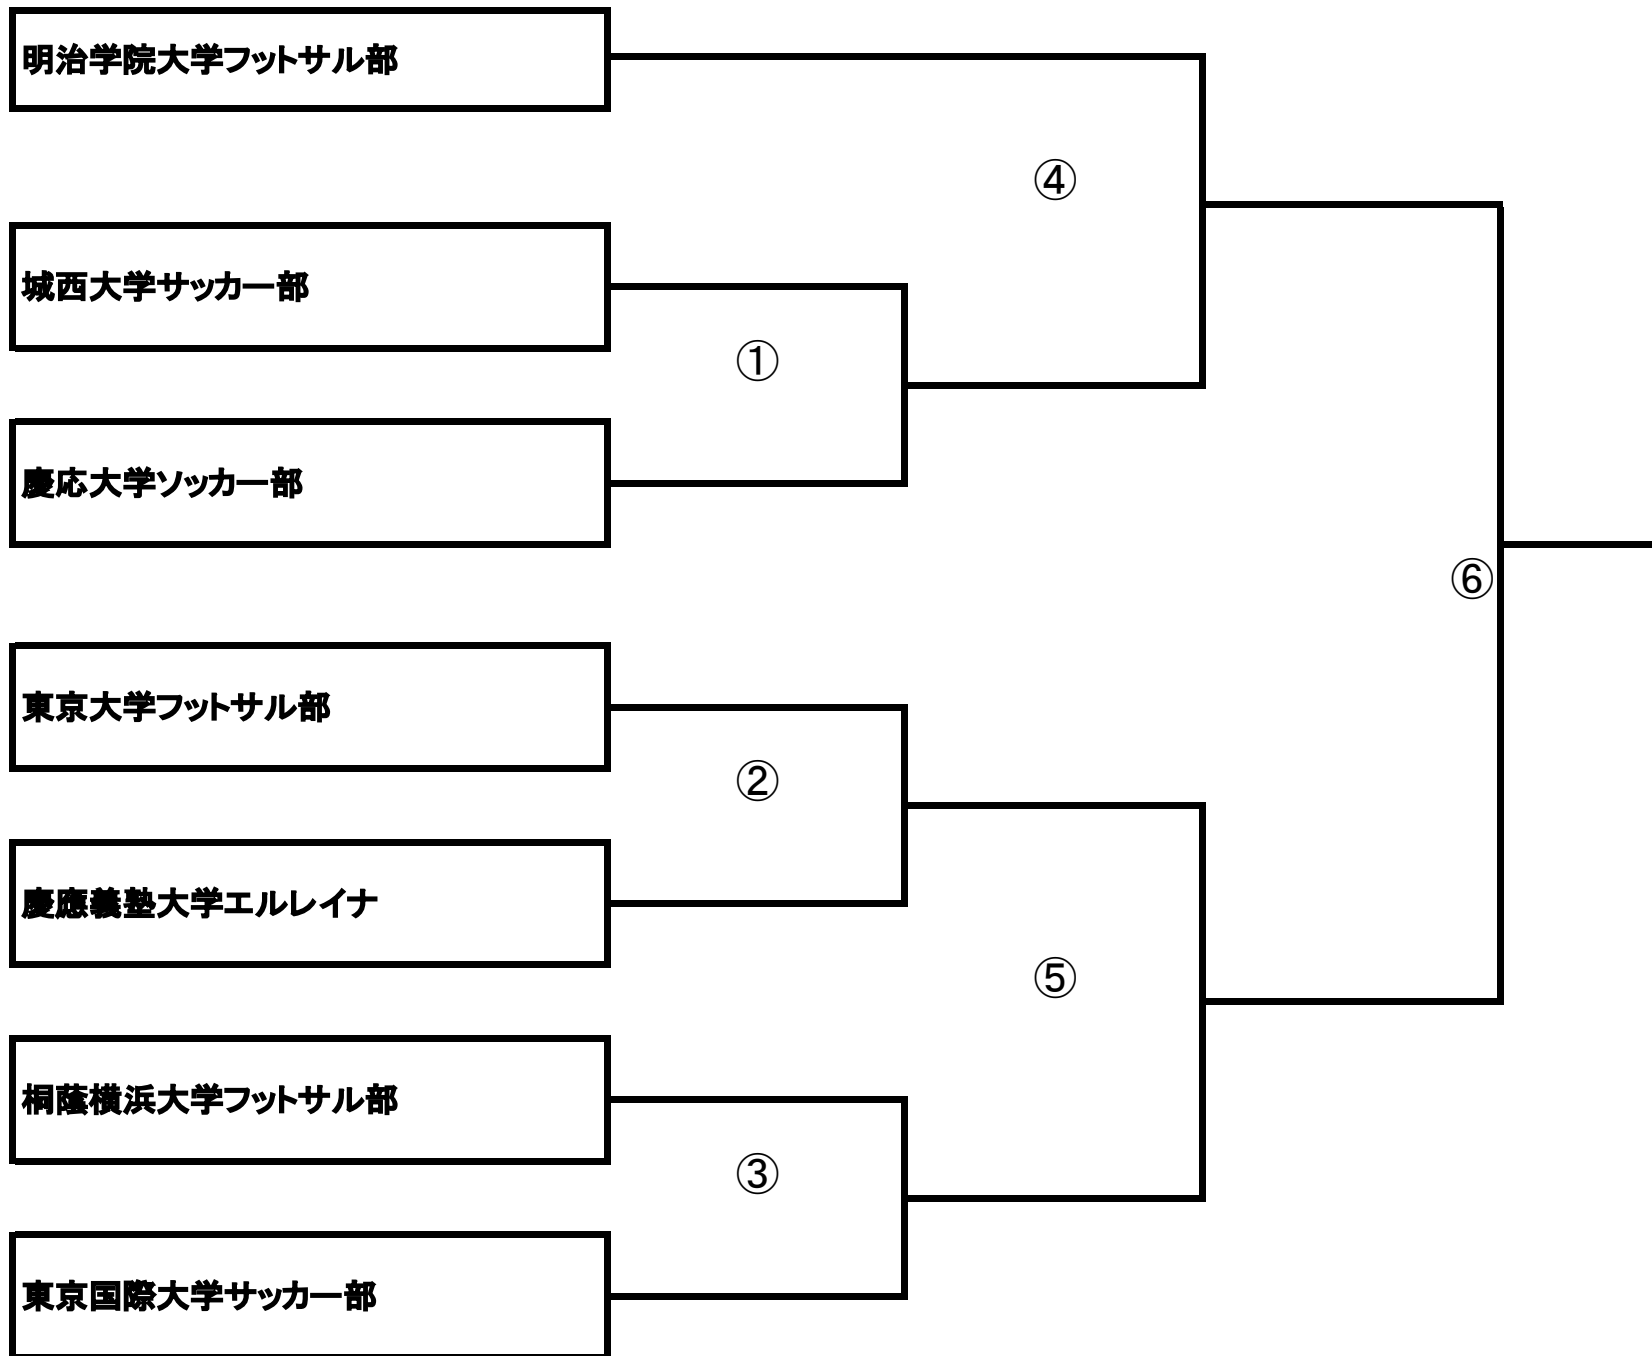 明治学院大学フットサル部
④
城西大学サッカー部
①
慶応大学ソッカー部
⑥
東京大学フットサル部
②
慶應義塾大学エルレイナ
⑤
桐蔭横浜大学フットサル部
③
東京国際大学サッカー部